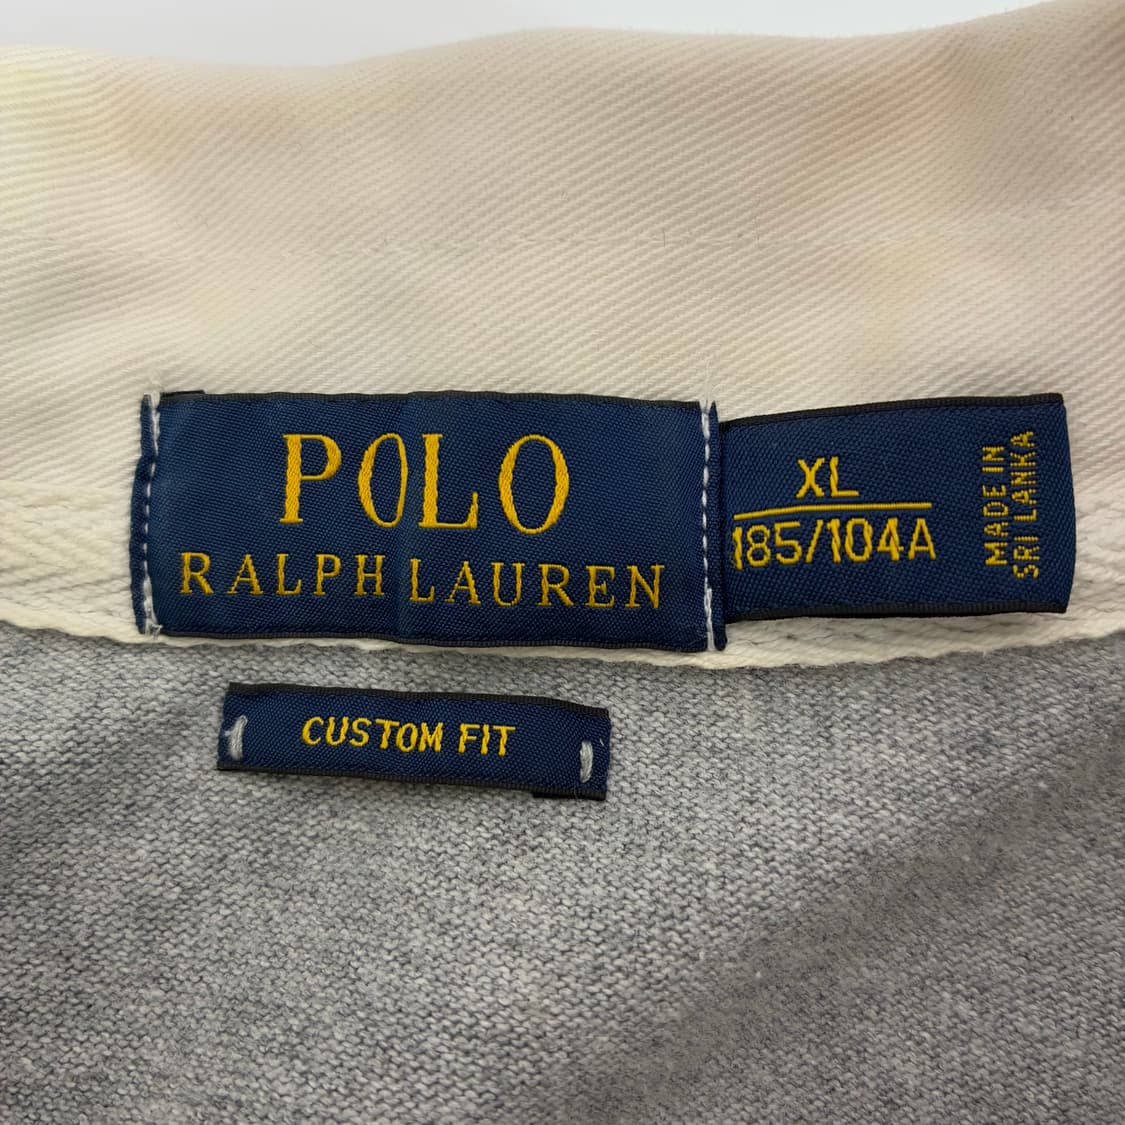 POLO
RALPH LAUREN
XL
185/104A
MADE IN
SRI LANKA
CUSTOM FIT